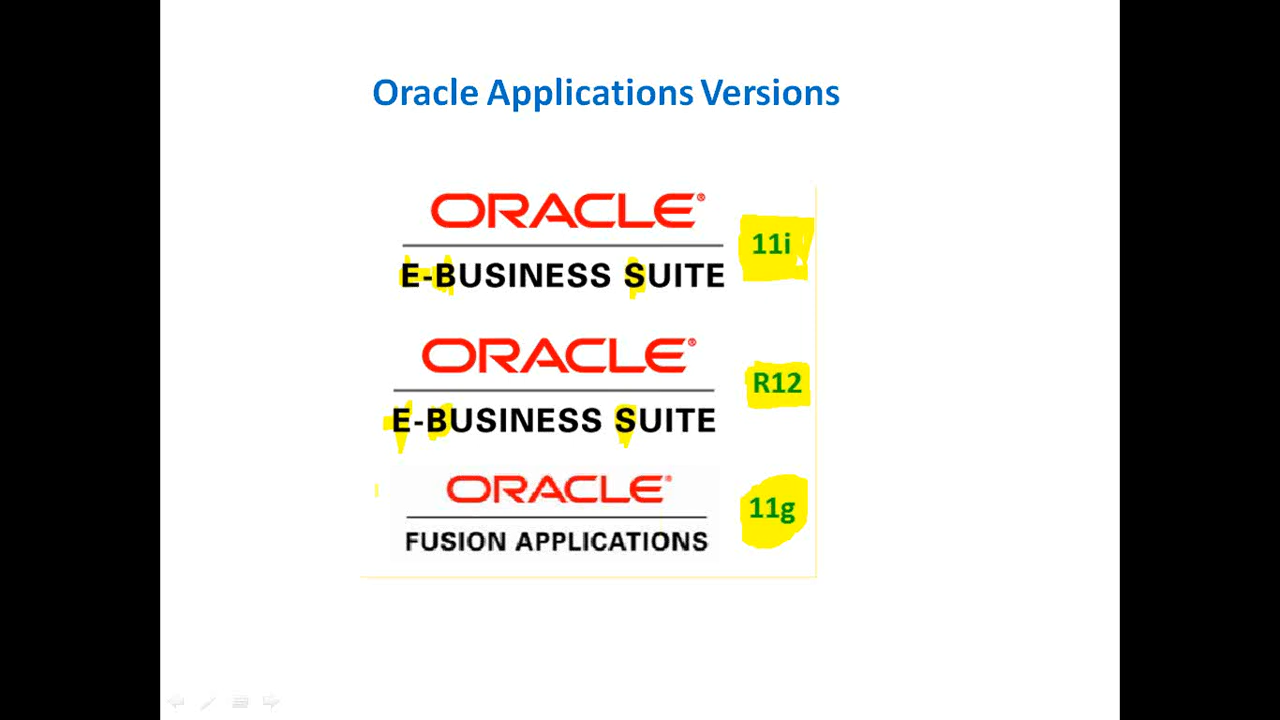 Oracle Applications Versions
ORACLE®
11i
E-BUSINESS SUITE
ORACLE®
R12
E-BUSINESS SUITE
ORACLE®
11g
FUSION APPLICATIONS